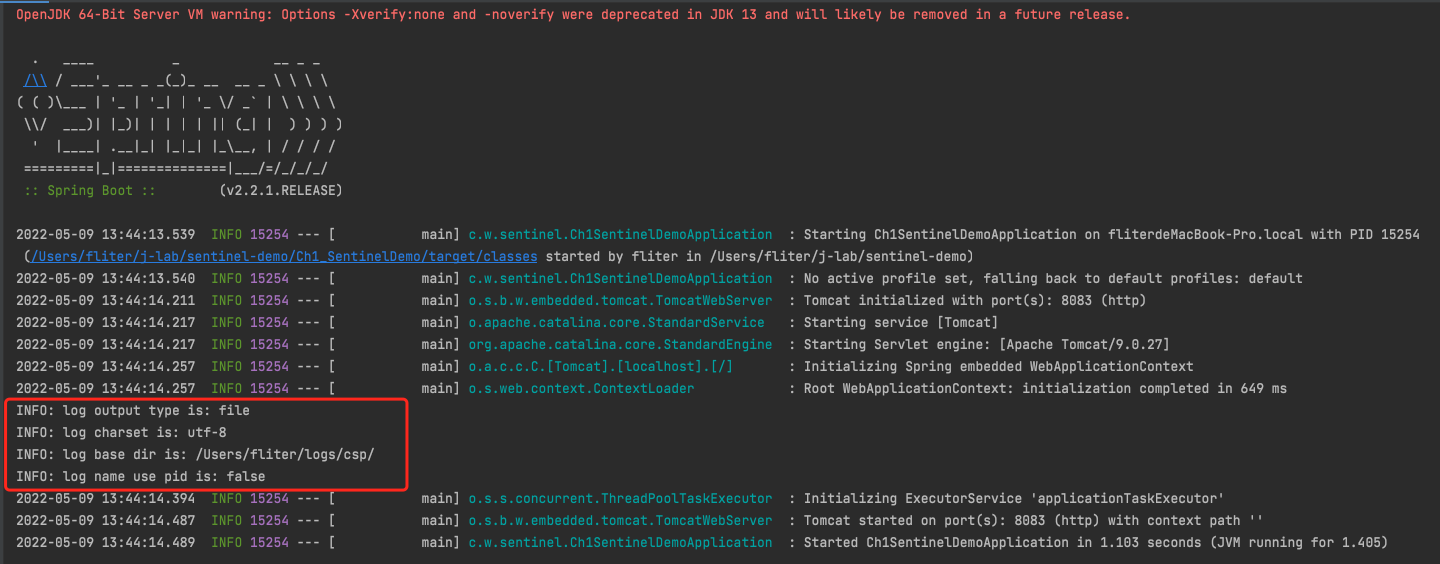 OpenJDK 64-Bit Server VM warning: Options -Xverify:none and -noverify were deprecated in JDK 13 and will likely be removed in a future release.
  .   ____          _            __ _ _
 /\\ / ___'_ __ _ _(_)_ __  __ _ \ \ \ \
( ( )\___ | '_ | '_| | '_ \/ _` | \ \ \ \
 \\/  ___)| |_)| | | | | || (_| |  ) ) ) )
  '  |____| .__|_| |_|_| |_\__, | / / / /
 =========|_|==============|___/=/_/_/_/
 :: Spring Boot ::        (v2.2.1.RELEASE)
2022-05-09 13:44:13.539  INFO 15254 --- [           main] c.w.sentinel.Ch1SentinelDemoApplication  : Starting Ch1SentinelDemoApplication on fliterdeMacBook-Pro.local with PID 15254
 (/Users/fliter/j-lab/sentinel-demo/Ch1_SentinelDemo/target/classes started by fliter in /Users/fliter/j-lab/sentinel-demo)
2022-05-09 13:44:13.540  INFO 15254 --- [           main] c.w.sentinel.Ch1SentinelDemoApplication  : No active profile set, falling back to default profiles: default
2022-05-09 13:44:14.211  INFO 15254 --- [           main] o.s.b.w.embedded.tomcat.TomcatWebServer  : Tomcat initialized with port(s): 8083 (http)
2022-05-09 13:44:14.217  INFO 15254 --- [           main] o.apache.catalina.core.StandardService   : Starting service [Tomcat]
2022-05-09 13:44:14.217  INFO 15254 --- [           main] org.apache.catalina.core.StandardEngine  : Starting Servlet engine: [Apache Tomcat/9.0.27]
2022-05-09 13:44:14.257  INFO 15254 --- [           main] o.a.c.c.C.[Tomcat].[localhost].[/]       : Initializing Spring embedded WebApplicationContext
2022-05-09 13:44:14.257  INFO 15254 --- [           main] o.s.web.context.ContextLoader            : Root WebApplicationContext: initialization completed in 649 ms
INFO: log output type is: file
INFO: log charset is: utf-8
INFO: log base dir is: /Users/fliter/logs/csp/
INFO: log name use pid is: false
2022-05-09 13:44:14.394  INFO 15254 --- [           main] o.s.s.concurrent.ThreadPoolTaskExecutor  : Initializing ExecutorService 'applicationTaskExecutor'
2022-05-09 13:44:14.487  INFO 15254 --- [           main] o.s.b.w.embedded.tomcat.TomcatWebServer  : Tomcat started on port(s): 8083 (http) with context path ''
2022-05-09 13:44:14.489  INFO 15254 --- [           main] c.w.sentinel.Ch1SentinelDemoApplication  : Started Ch1SentinelDemoApplication in 1.103 seconds (JVM running for 1.405)